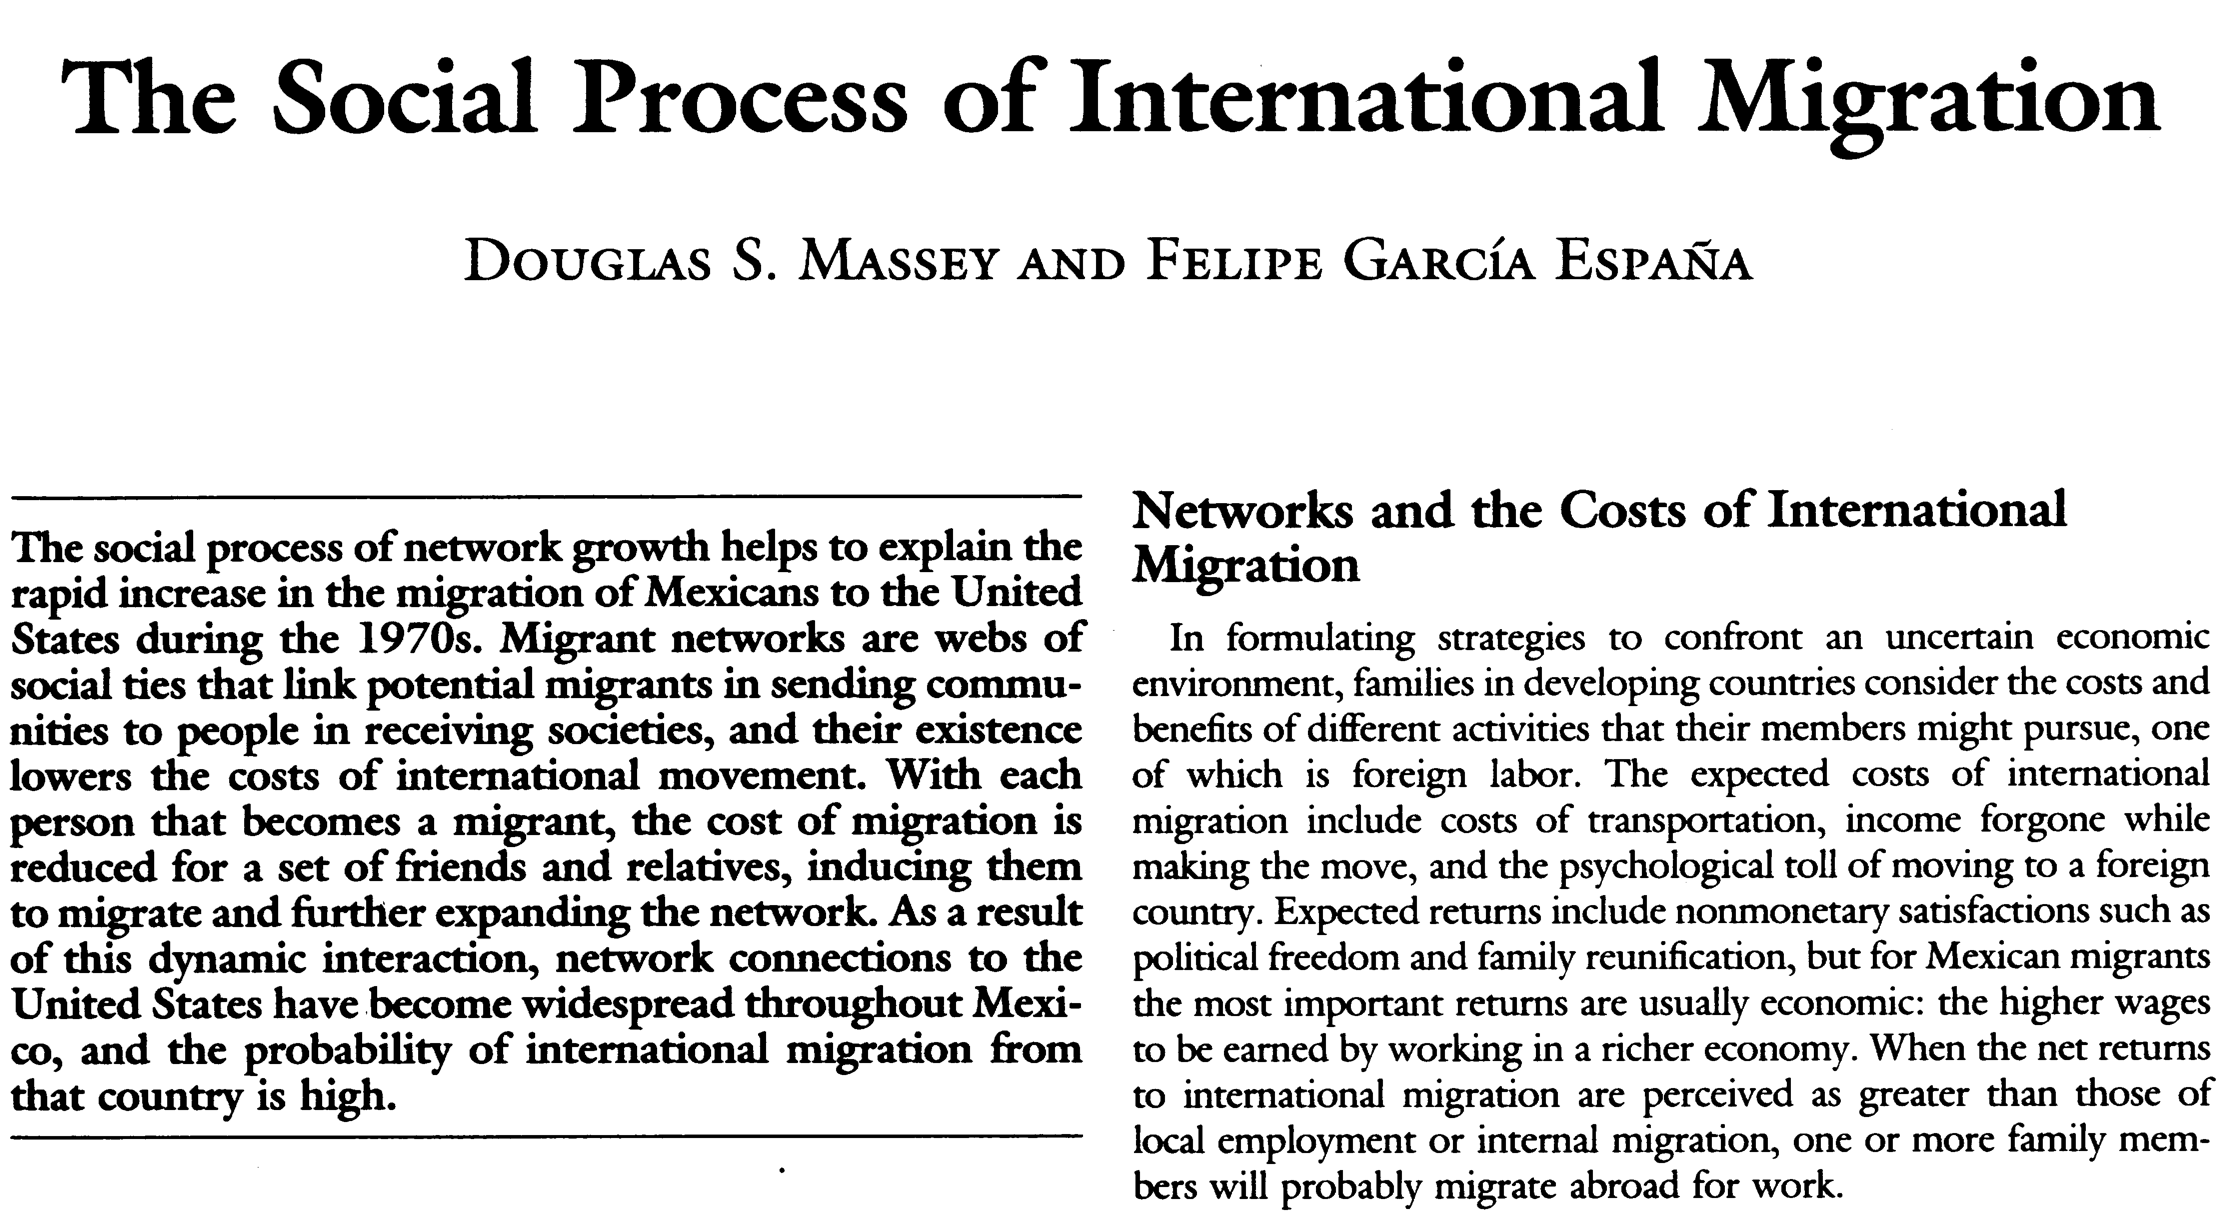 The Social Process of International Migration
DOUGLAS S. MASSEY AND FELIPE GARCÍA ESPAÑA
The social process of network growth helps to explain the
rapid increase in the migration of Mexicans to the United
States during the 1970s. Migrant networks are webs of
social ties that link potential migrants in sending commu-
nities to people in receiving societies, and their existence
lowers the costs of international movement. With each
person that becomes a migrant, the cost of migration is
reduced for a set of friends and relatives, inducing them
to migrate and further expanding the network. As a result
of this dynamic interaction, network connections to the
United States have become widespread throughout Mexi-
co, and the probability of international migration from
that country is high.
Networks and the Costs of International
Migration
In formulating strategies to confront an uncertain economic
environment, families in developing countries consider the costs and
benefits of different activities that their members might pursue, one
of which is foreign labor. The expected costs of international
migration include costs of transportation, income forgone while
making the move, and the psychological toll of moving to a foreign
country. Expected returns include nonmonetary satisfactions such as
political freedom and family reunification, but for Mexican migrants
the most important returns are usually economic: the higher wages
to be earned by working in a richer economy. When the net returns
to international migration are perceived as greater than those of
local employment or internal migration, one or more family mem-
bers will probably migrate abroad for work.